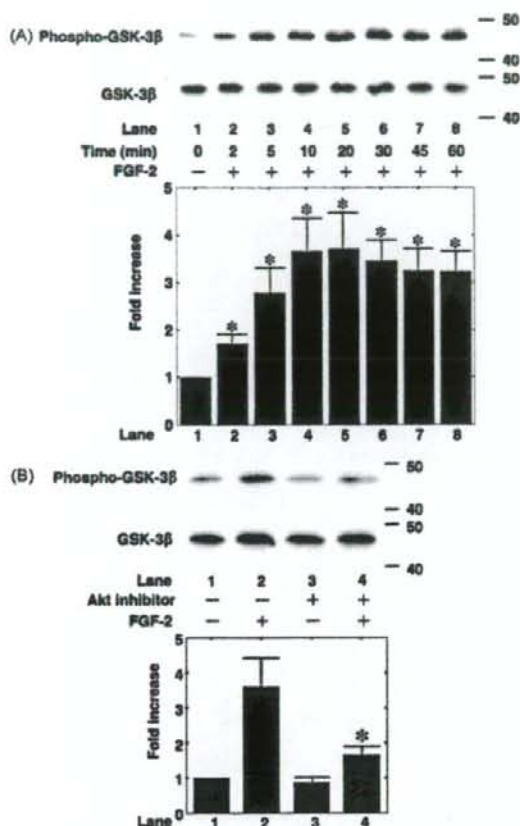 (A) Phospho-GSK-3β
50
40
GSK-3β
50
40
Lane 1 2 3 4 5 6 7 8
Time (min) 0 2 5 10 20 30 45 60
FGF-2 − + + + + + + +
Fold increase
5
4
3
2
1
0
* * * * * * *
Lane 1 2 3 4 5 6 7 8
(B) Phospho-GSK-3β
50
40
GSK-3β
50
40
Lane 1 2 3 4
Akt inhibitor − − + +
FGF-2 − + − +
Fold increase
5
4
3
2
1
0
*
Lane 1 2 3 4